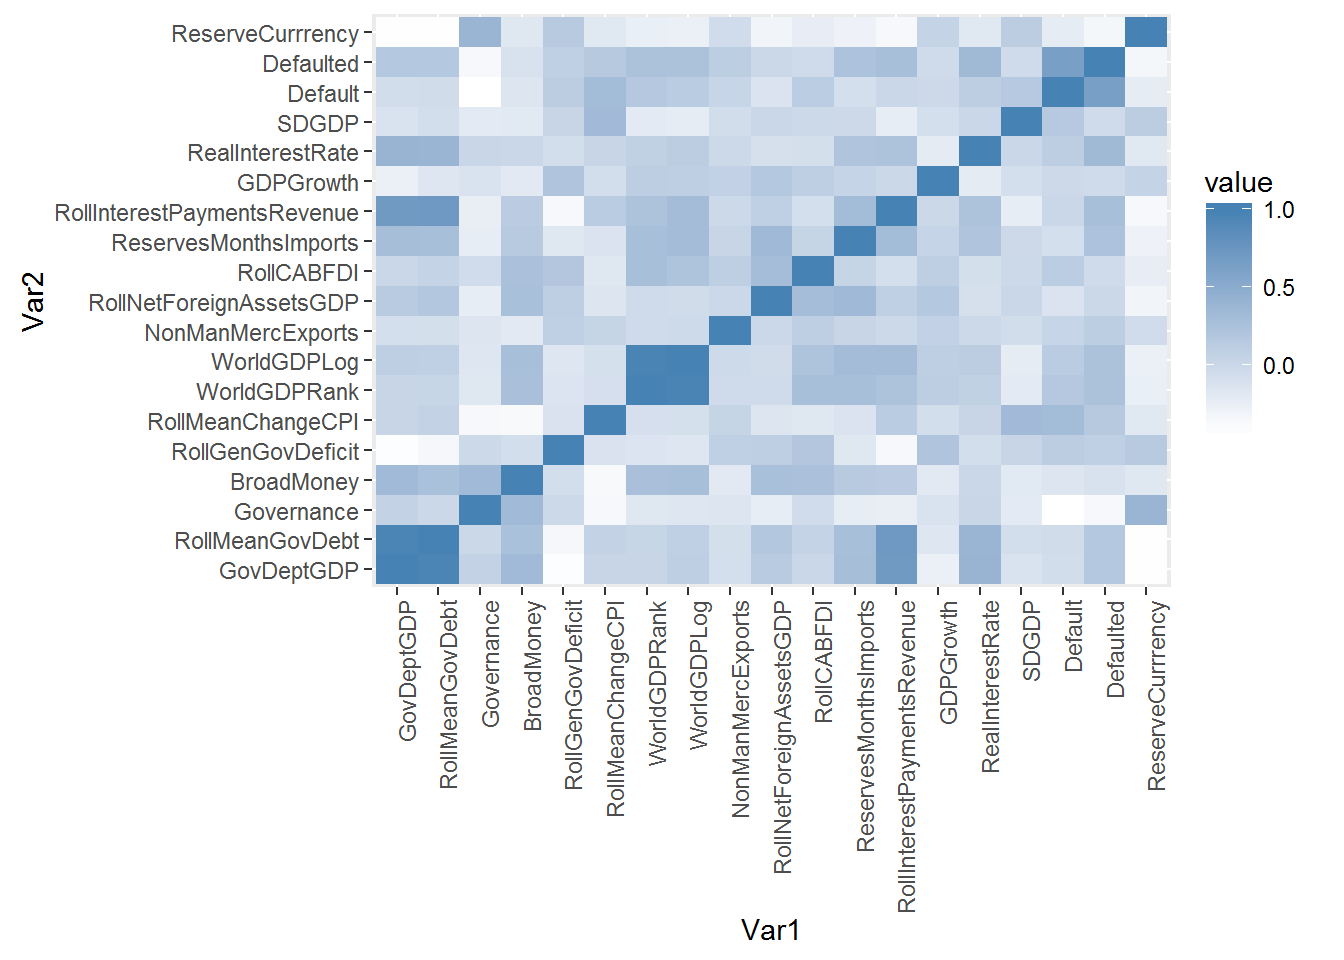 ReserveCurrrency
Defaulted
Default
SDGDP
RealInterestRate
GDPGrowth
RollInterestPaymentsRevenue
ReservesMonthsImports
RollCABFDI
RollNetForeignAssetsGDP
NonManMercExports
WorldGDPLog
WorldGDPRank
RollMeanChangeCPI
RollGenGovDeficit
BroadMoney
Governance
RollMeanGovDebt
GovDeptGDP
Var2
GovDeptGDP
RollMeanGovDebt
Governance
BroadMoney
RollGenGovDeficit
RollMeanChangeCPI
WorldGDPRank
WorldGDPLog
NonManMercExports
RollNetForeignAssetsGDP
RollCABFDI
ReservesMonthsImports
RollInterestPaymentsRevenue
GDPGrowth
RealInterestRate
SDGDP
Default
Defaulted
ReserveCurrrency
Var1
value
1.0
0.5
0.0